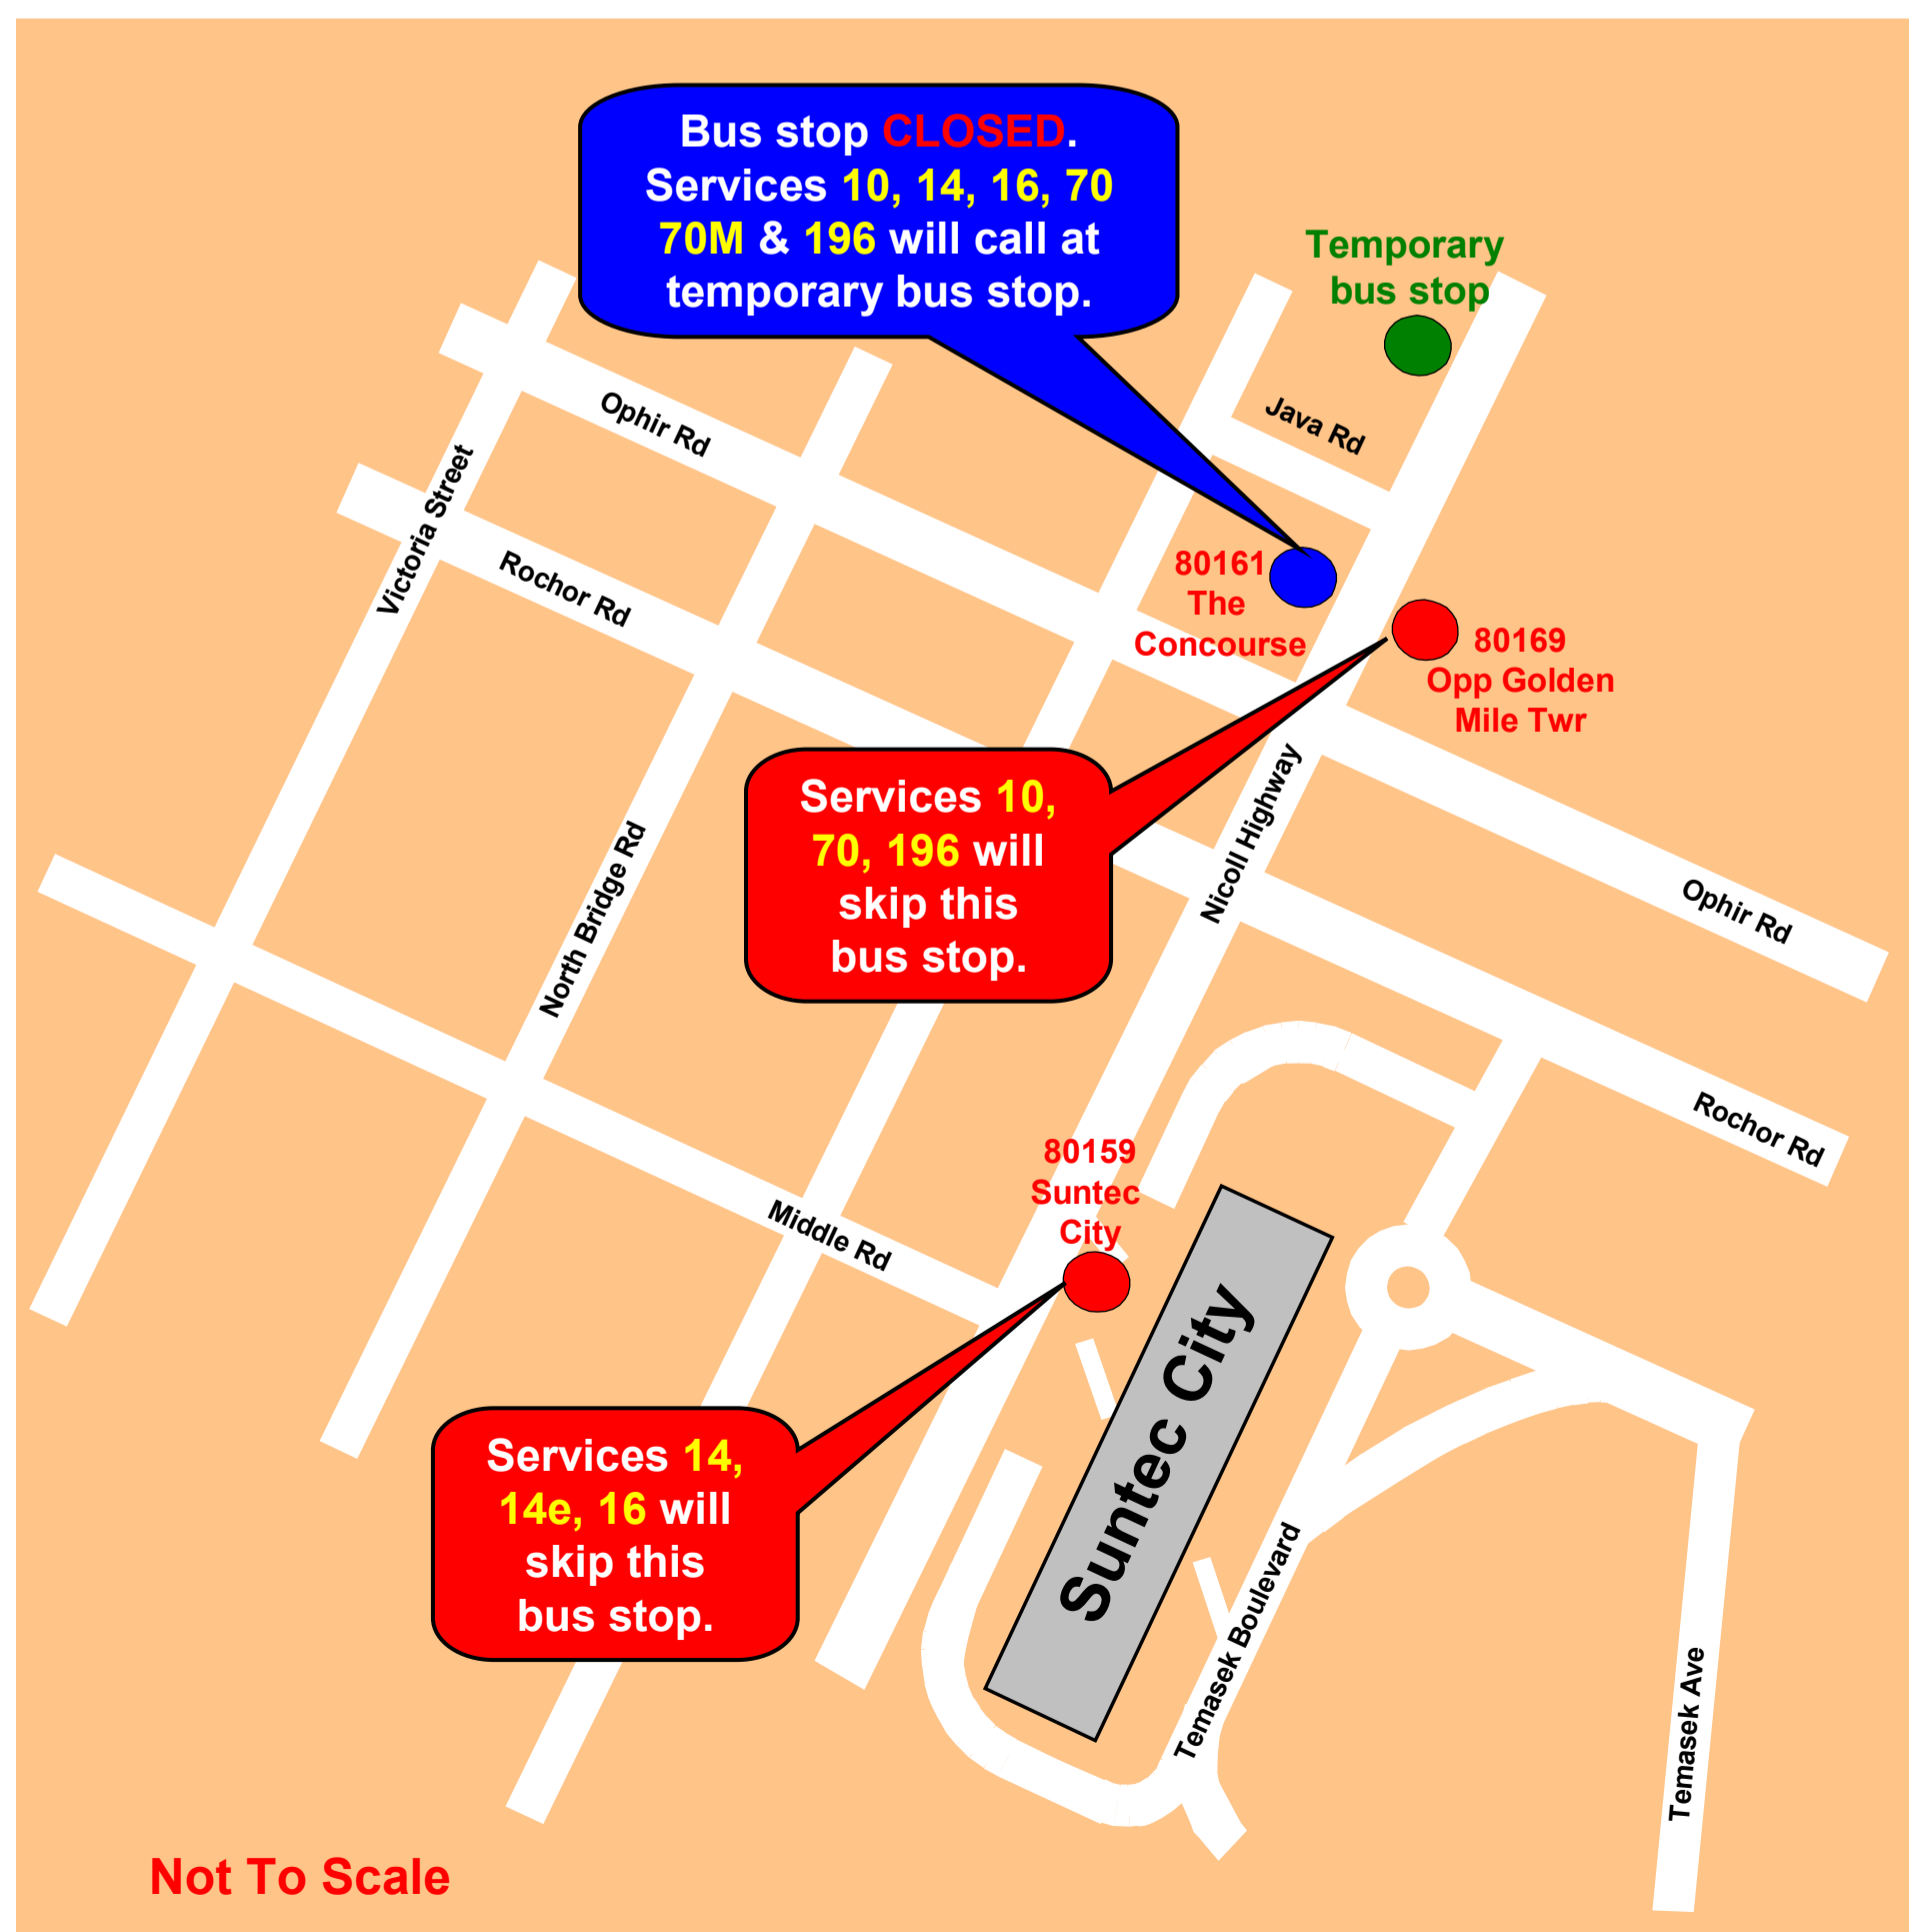 Bus stop CLOSED.
Services 10, 14, 16, 70
70M & 196 will call at
temporary bus stop.
Temporary
bus stop
Java Rd
Ophir Rd
Victoria Street
Rochor Rd
80161
The
Concourse
80169
Opp Golden
Mile Twr
Services 10,
70, 196 will
skip this
bus stop.
Nicoll Highway
North Bridge Rd
Ophir Rd
Rochor Rd
80159
Suntec
City
Middle Rd
Suntec City
Services 14,
14e, 16 will
skip this
bus stop.
Temasek Boulevard
Temasek Ave
Not To Scale